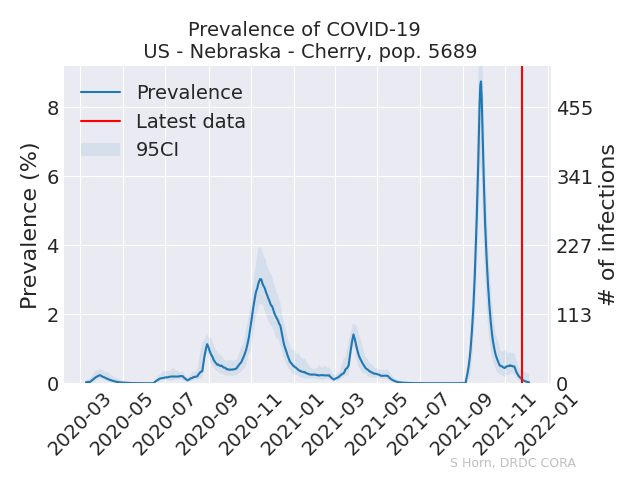 Prevalence of COVID-19
US - Nebraska - Cherry, pop. 5689
Prevalence
Latest data
95CI
Prevalence (%)
8
6
4
2
0
# of infections
455
341
227
113
0
2020-03
2020-05
2020-07
2020-09
2020-11
2021-01
2021-03
2021-05
2021-07
2021-09
2021-11
2022-01
S Horn, DRDC CORA